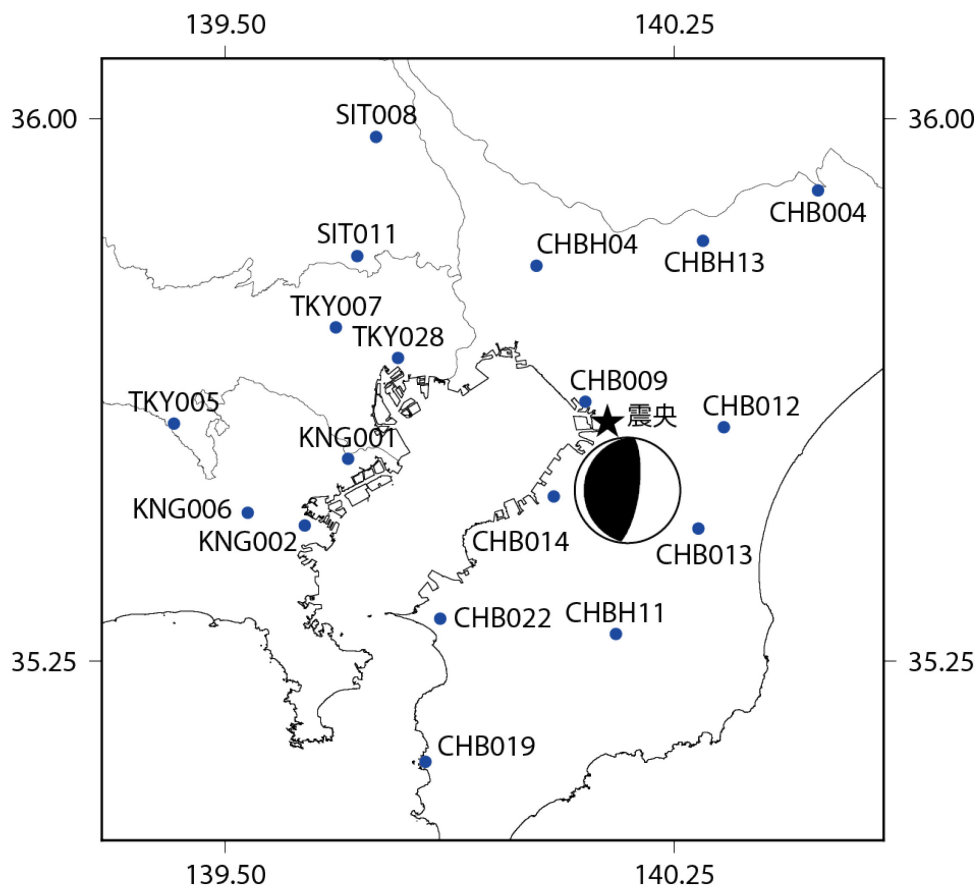 139.50
140.25
36.00
36.00
SIT008
CHB004
SIT011
CHBH04
CHBH13
TKY007
TKY028
CHB009
TKY005
震央
CHB012
KNG001
KNG006
KNG002
CHB014
CHB013
CHB022
CHBH11
35.25
35.25
CHB019
139.50
140.25